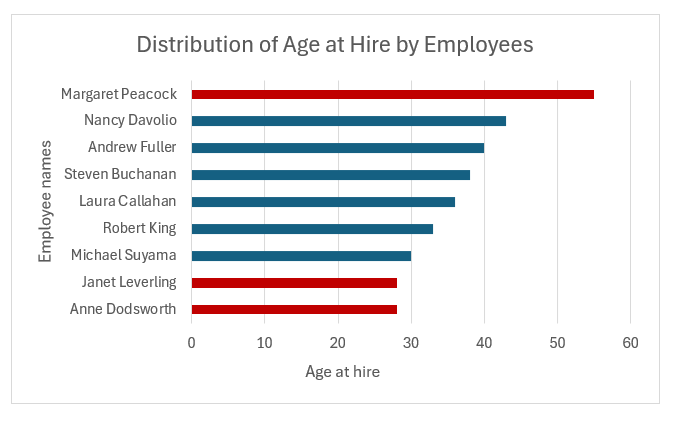 Distribution of Age at Hire by Employees
Employee names
Margaret Peacock
Nancy Davolio
Andrew Fuller
Steven Buchanan
Laura Callahan
Robert King
Michael Suyama
Janet Leverling
Anne Dodsworth
0 10 20 30 40 50 60
Age at hire